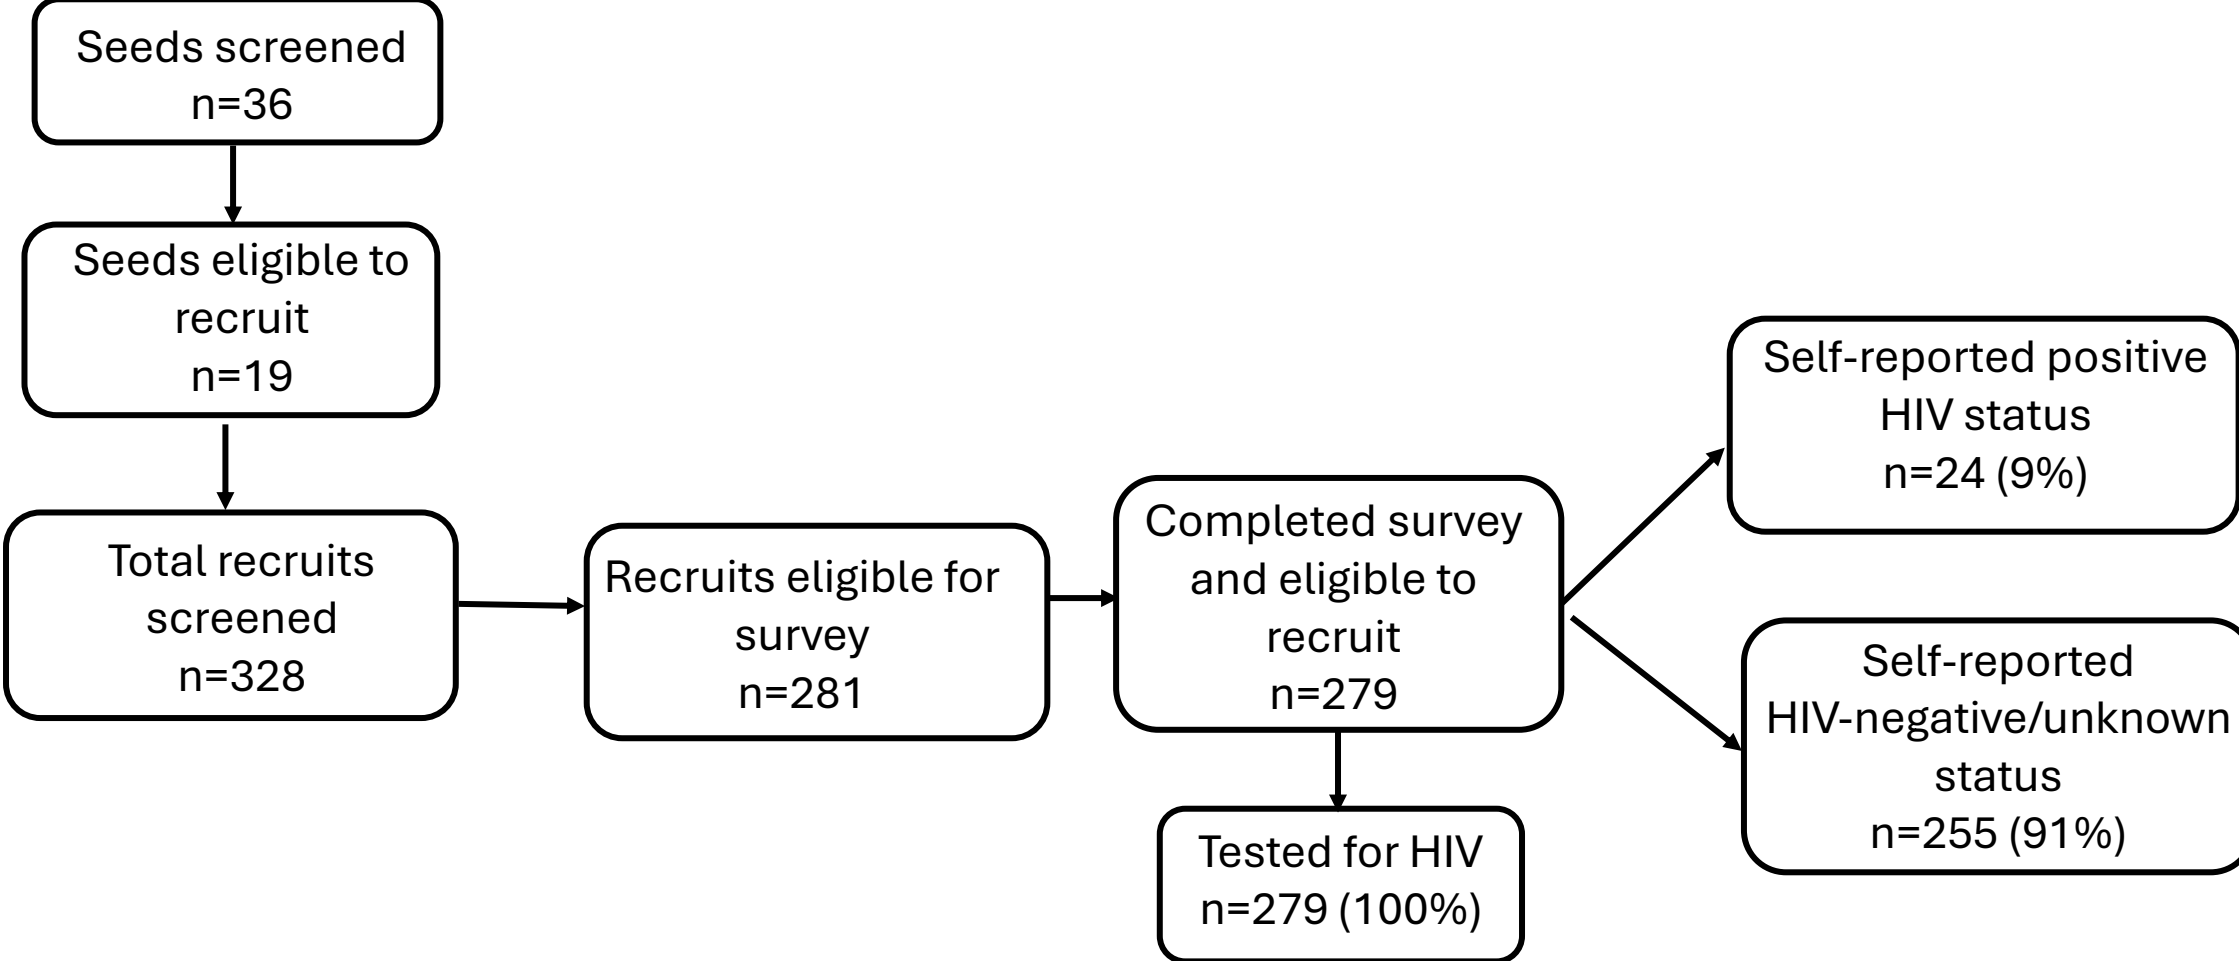 Seeds screened
n=36
Seeds eligible to
recruit
n=19
Total recruits
screened
n=328
Recruits eligible for
survey
n=281
Completed survey
and eligible to
recruit
n=279
Tested for HIV
n=279 (100%)
Self-reported positive
HIV status
n=24 (9%)
Self-reported
HIV-negative/unknown
status
n=255 (91%)